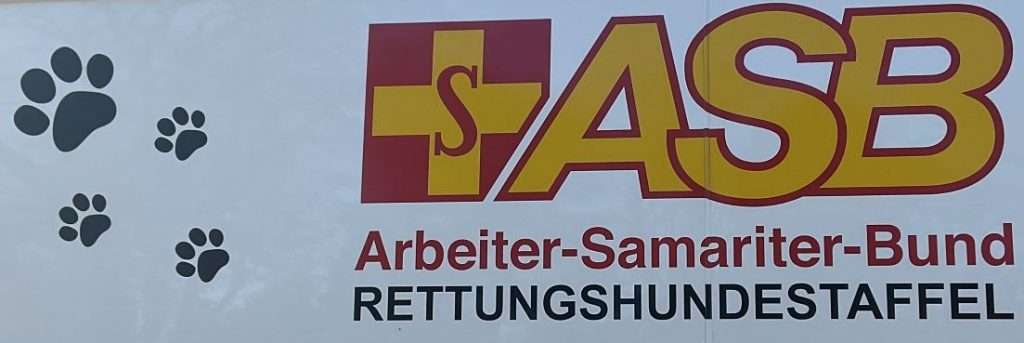 S ASB
Arbeiter-Samariter-Bund
RETTUNGSHUNDESTAFFEL